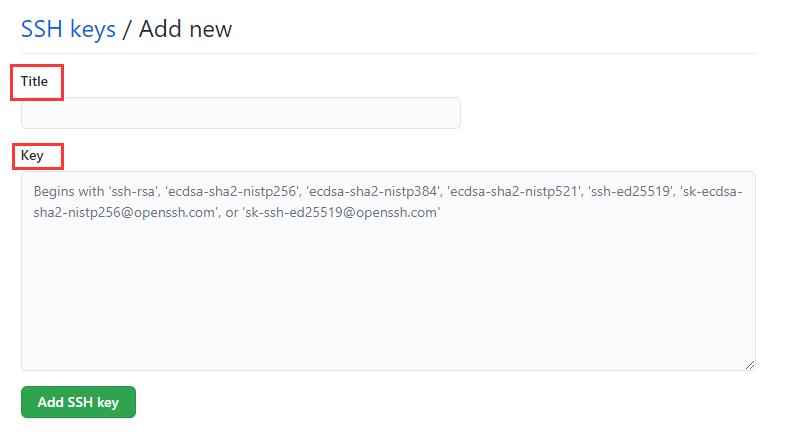 SSH keys / Add new
Title
Key
Begins with 'ssh-rsa', 'ecdsa-sha2-nistp256', 'ecdsa-sha2-nistp384', 'ecdsa-sha2-nistp521', 'ssh-ed25519', 'sk-ecdsa-
sha2-nistp256@openssh.com', or 'sk-ssh-ed25519@openssh.com'
Add SSH key